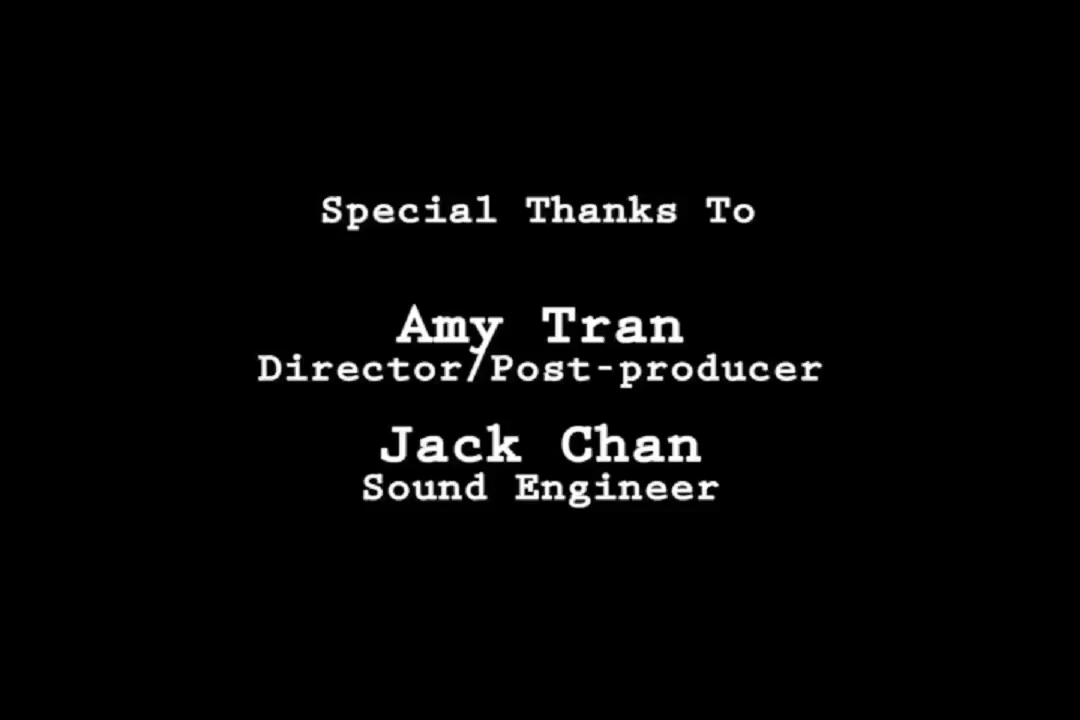 Special Thanks To
Amy Tran
Director/Post-producer
Jack Chan
Sound Engineer